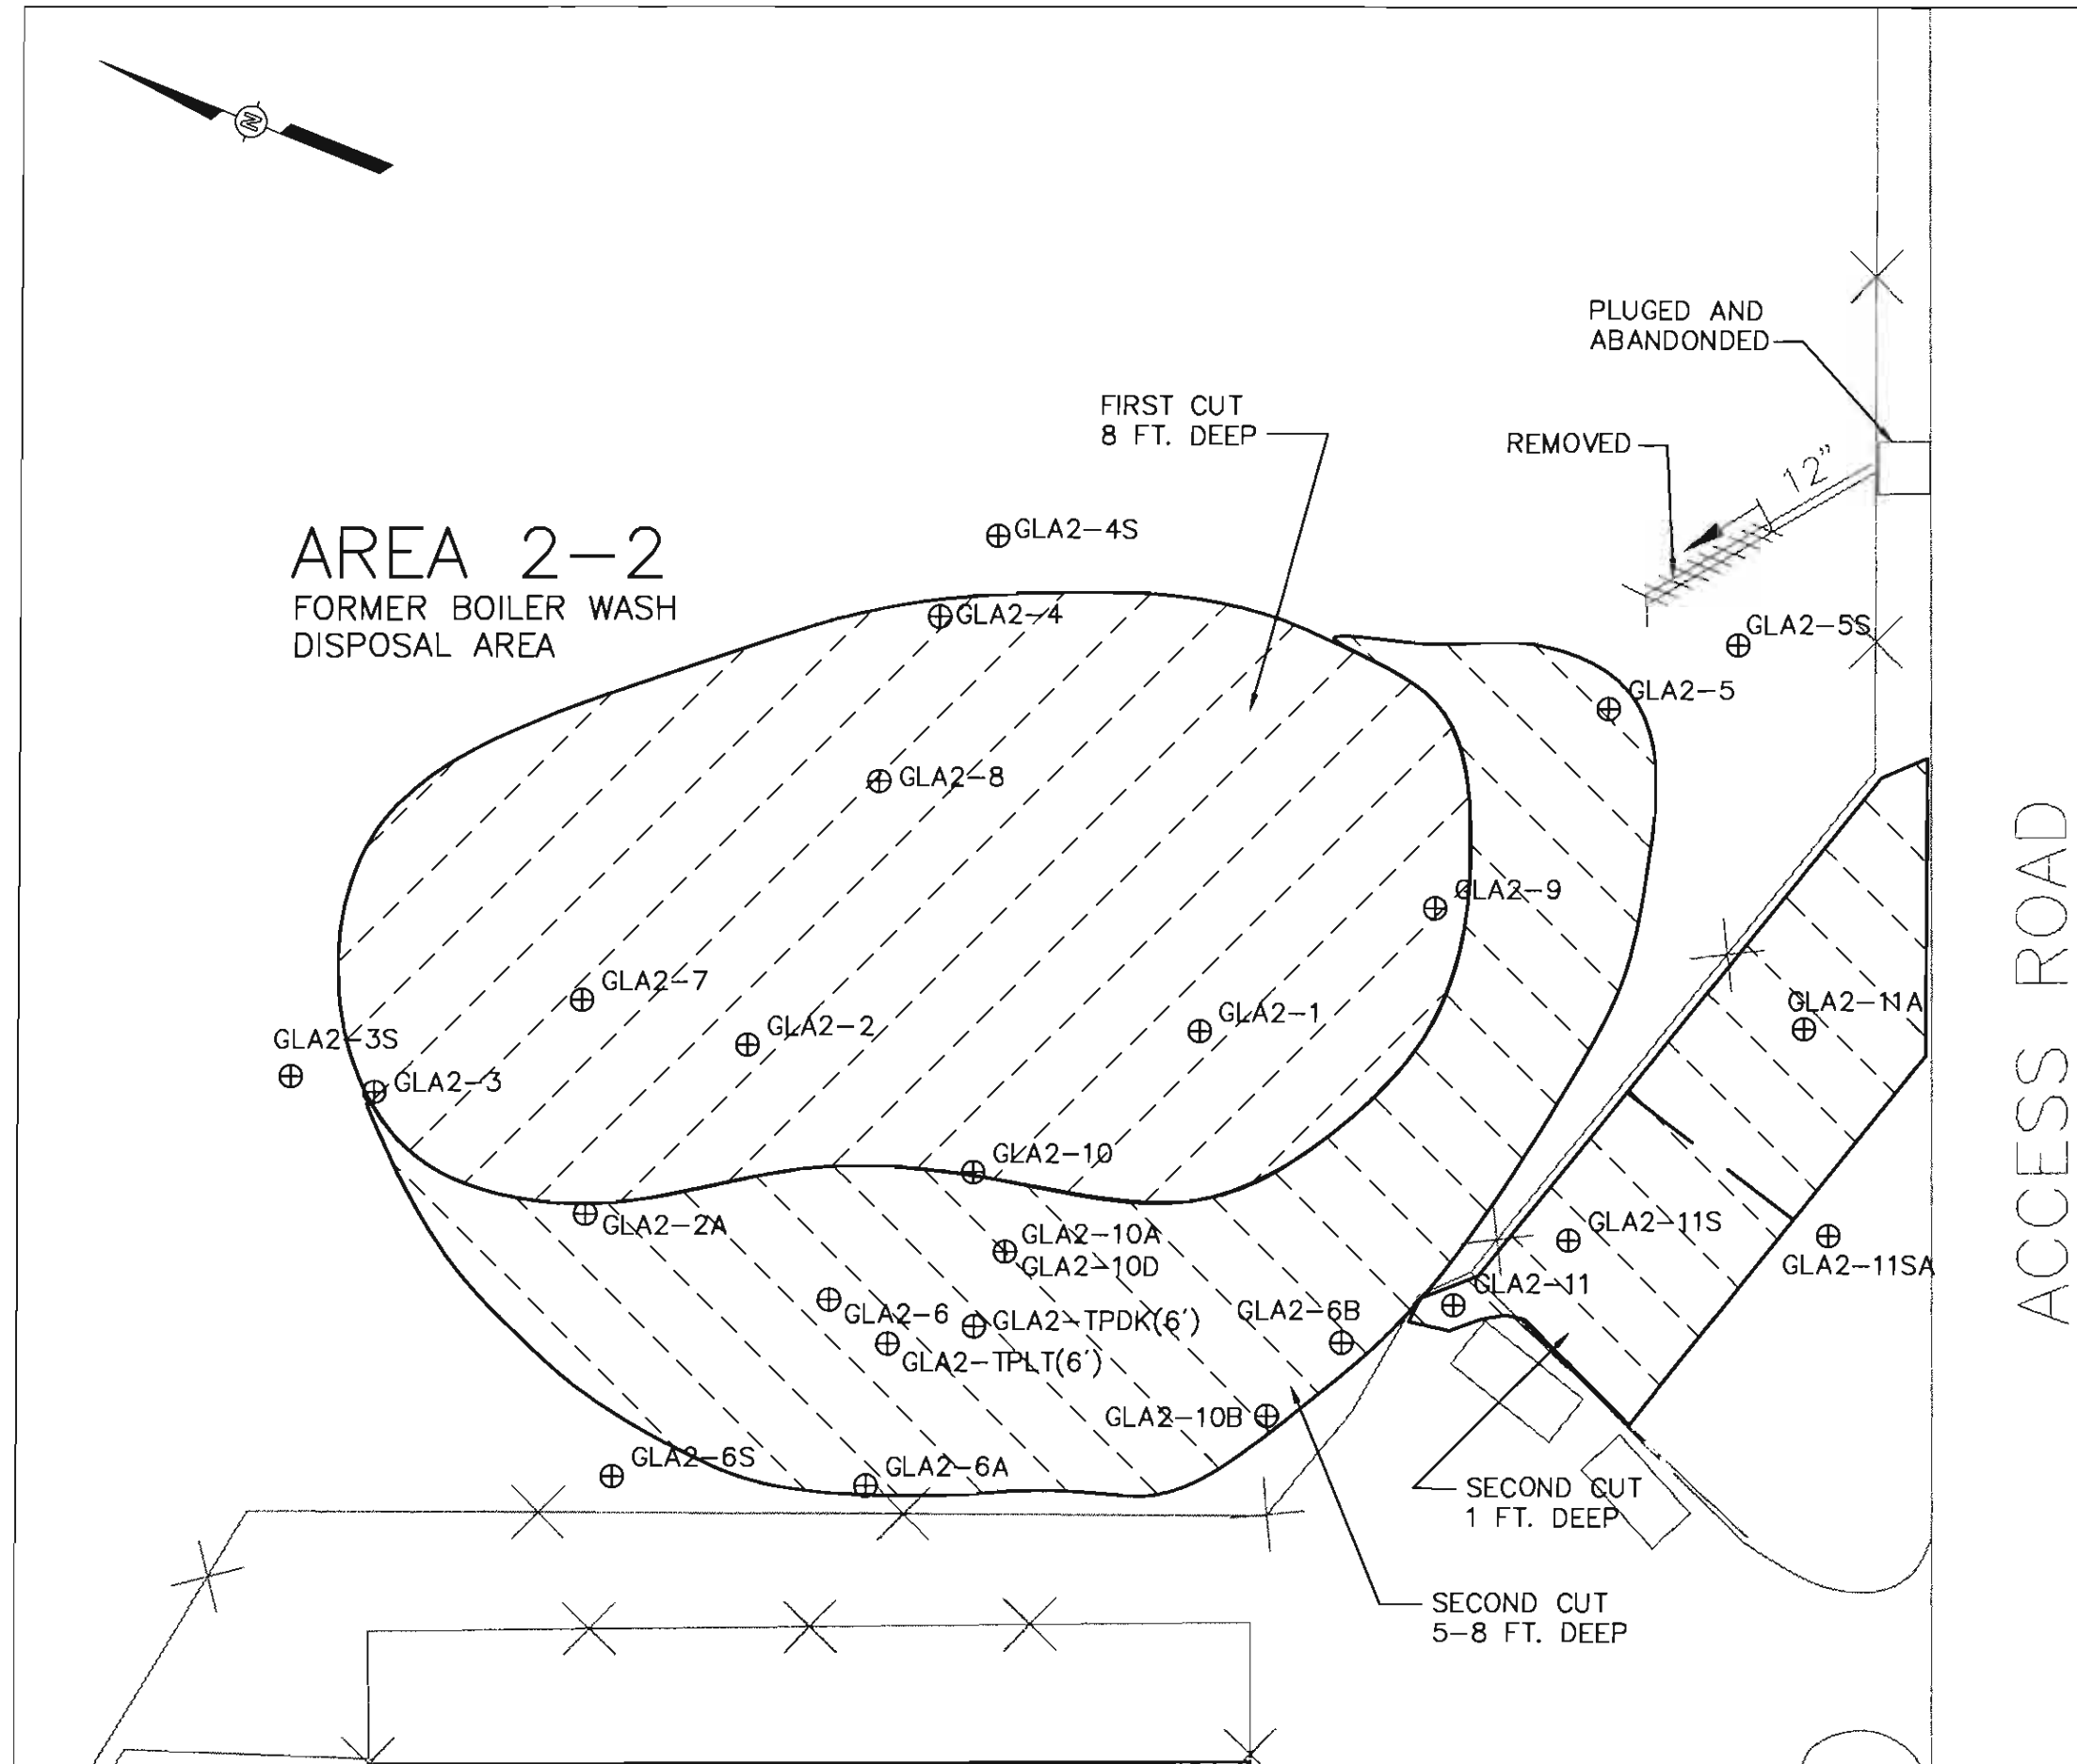 N
PLUGED AND
ABANDONDED
FIRST CUT
8 FT. DEEP
REMOVED
12"
AREA 2-2
FORMER BOILER WASH
DISPOSAL AREA
GLA2-4S
GLA2-4
GLA2-5S
GLA2-5
GLA2-8
GLA2-9
GLA2-7
GLA2-2
GLA2-1
GLA2-11A
GLA2-3S
GLA2-3
ACCESS ROAD
GLA2-10
GLA2-2A
GLA2-10A
GLA2-10D
GLA2-11S
GLA2-11SA
GLA2-11
GLA2-6
GLA2-TPDK(6')
GLA2-6B
GLA2-TPLT(6')
GLA2-10B
GLA2-6S
GLA2-6A
SECOND CUT
1 FT. DEEP
SECOND CUT
5-8 FT. DEEP